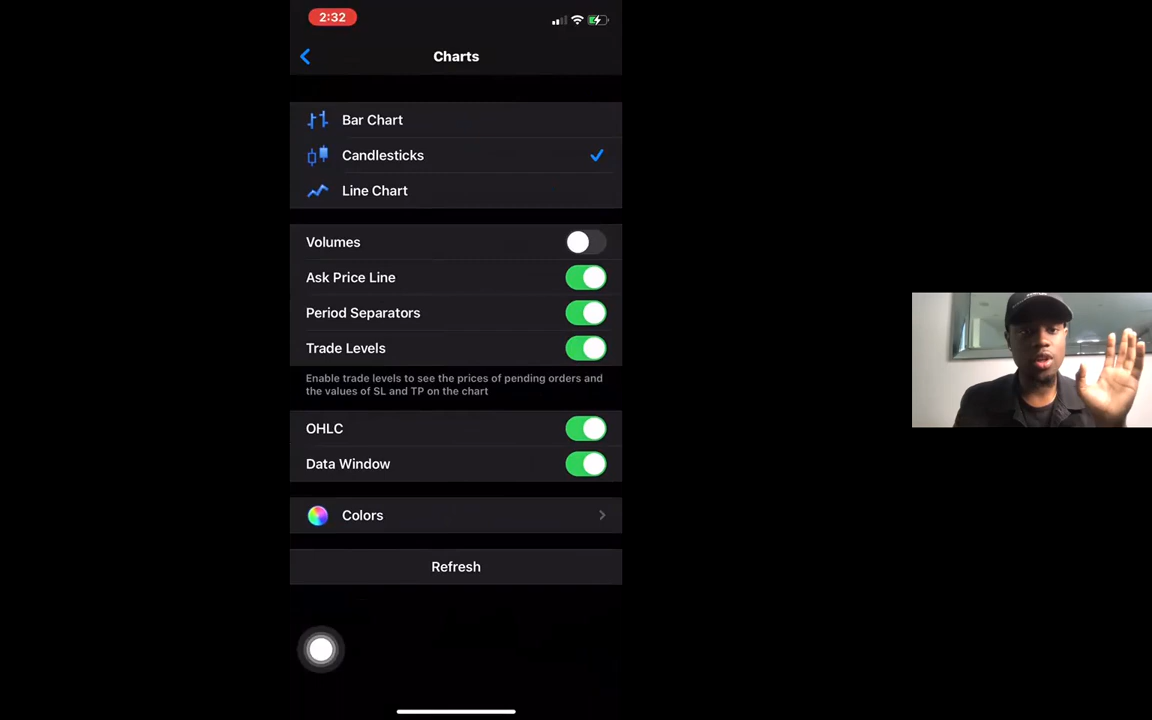 2:32
Charts
Bar Chart
Candlesticks
Line Chart
Volumes
Ask Price Line
Period Separators
Trade Levels
Enable trade levels to see the prices of pending orders and
the values of SL and TP on the chart
OHLC
Data Window
Colors
Refresh